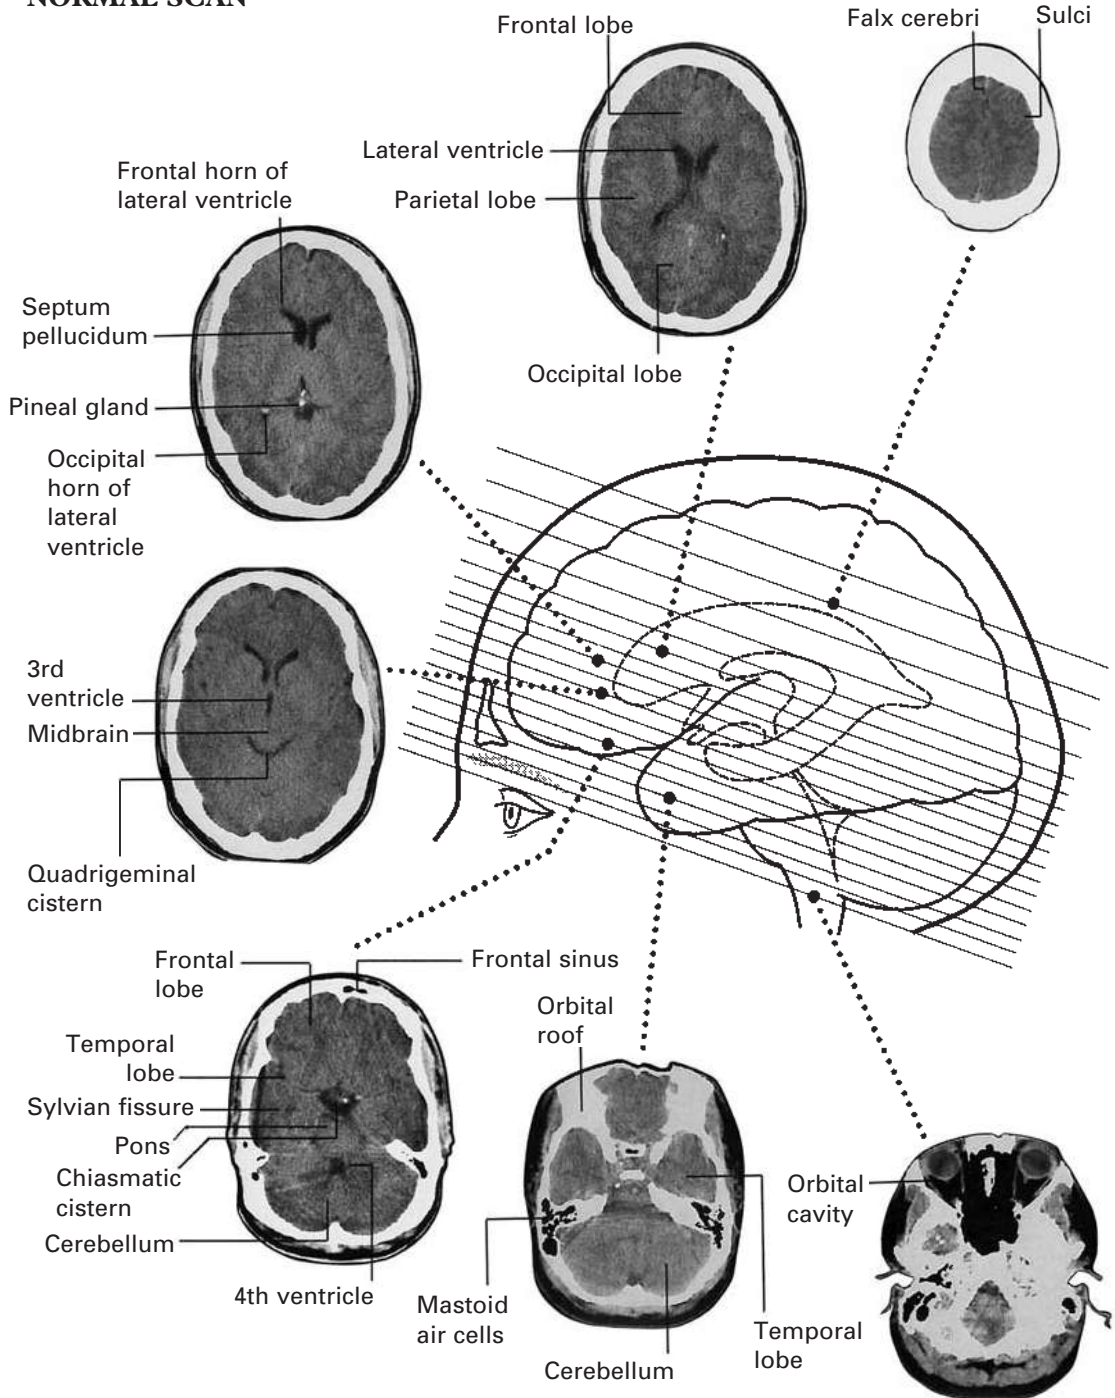 NORMAL SCAN
Frontal lobe
Falx cerebri
Sulci
Lateral ventricle
Parietal lobe
Occipital lobe
Frontal horn of
lateral ventricle
Septum
pellucidum
Pineal gland
Occipital
horn of
lateral
ventricle
3rd
ventricle
Midbrain
Quadrigeminal
cistern
Frontal
lobe
Frontal sinus
Temporal
lobe
Sylvian fissure
Pons
Chiasmatic
cistern
Cerebellum
4th ventricle
Orbital
roof
Mastoid
air cells
Cerebellum
Temporal
lobe
Orbital
cavity